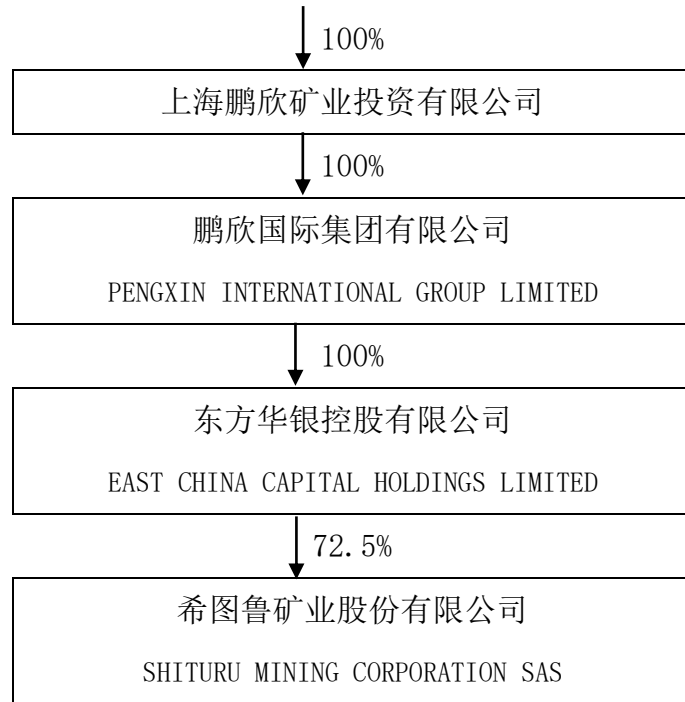 100%
上海鹏欣矿业投资有限公司
100%
鹏欣国际集团有限公司
PENGXIN INTERNATIONAL GROUP LIMITED
100%
东方华银控股有限公司
EAST CHINA CAPITAL HOLDINGS LIMITED
72.5%
希图鲁矿业股份有限公司
SHITURU MINING CORPORATION SAS